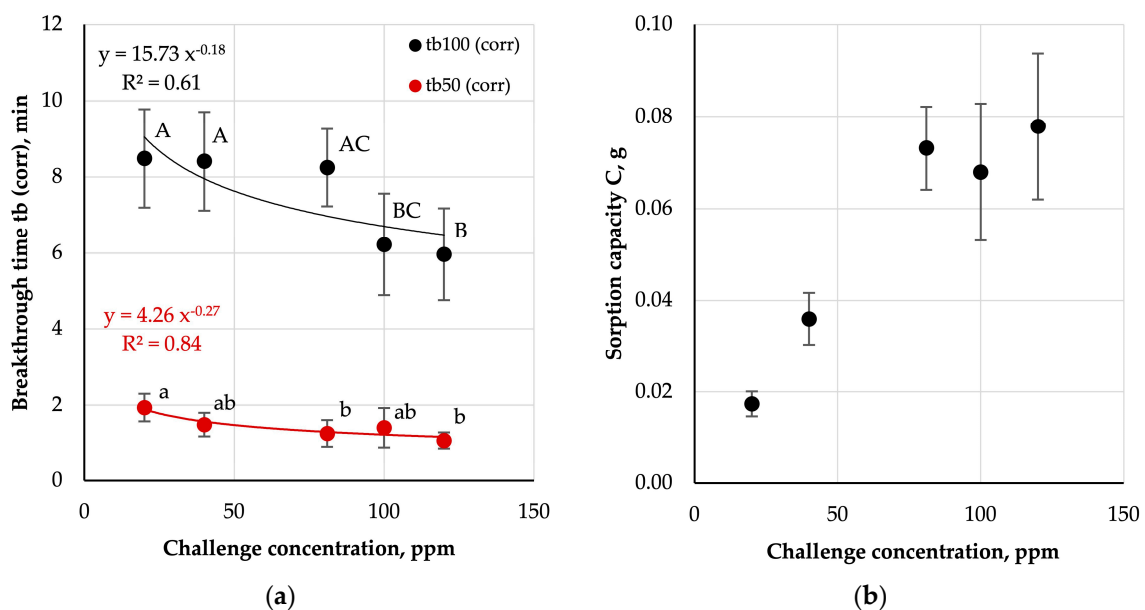 12
10
8
6
4
2
0
0
50
100
150
Breakthrough time tb (corr), min
Challenge concentration, ppm
y = 15.73 x^-0.18
R² = 0.61
tb100 (corr)
tb50 (corr)
A
A
AC
BC
B
y = 4.26 x^-0.27
R² = 0.84
a
ab
b
ab
b
(a)
0.10
0.08
0.06
0.04
0.02
0.00
0
50
100
150
Sorption capacity C, g
Challenge concentration, ppm
(b)